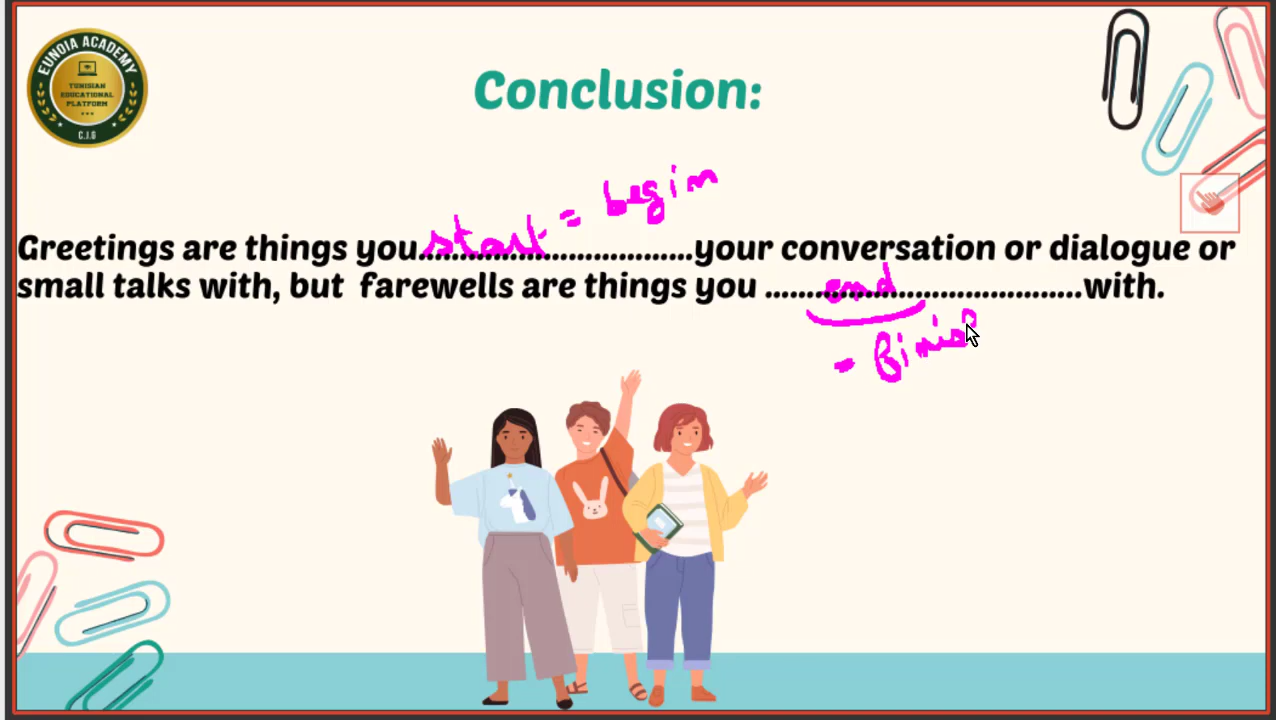 EUNOIA ACADEMY
TUNISIAN
EDUCATIONAL
PLATFORM
C.I.G
Conclusion:
= begin
Greetings are things you start your conversation or dialogue or
small talks with, but farewells are things you end with.